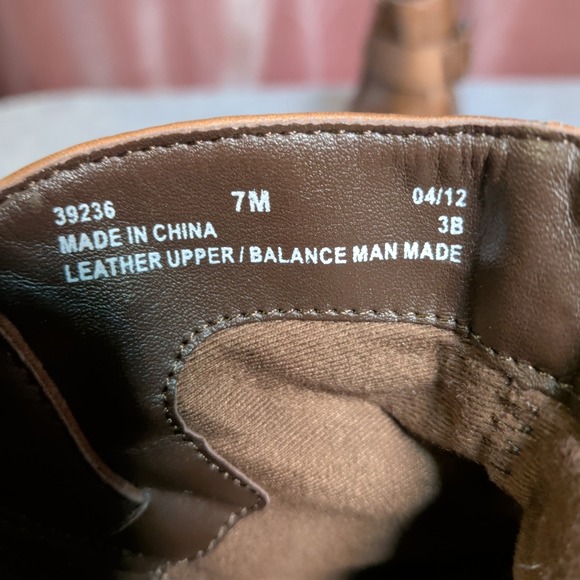 39236 7M 04/12
MADE IN CHINA 3B
LEATHER UPPER / BALANCE MAN MADE